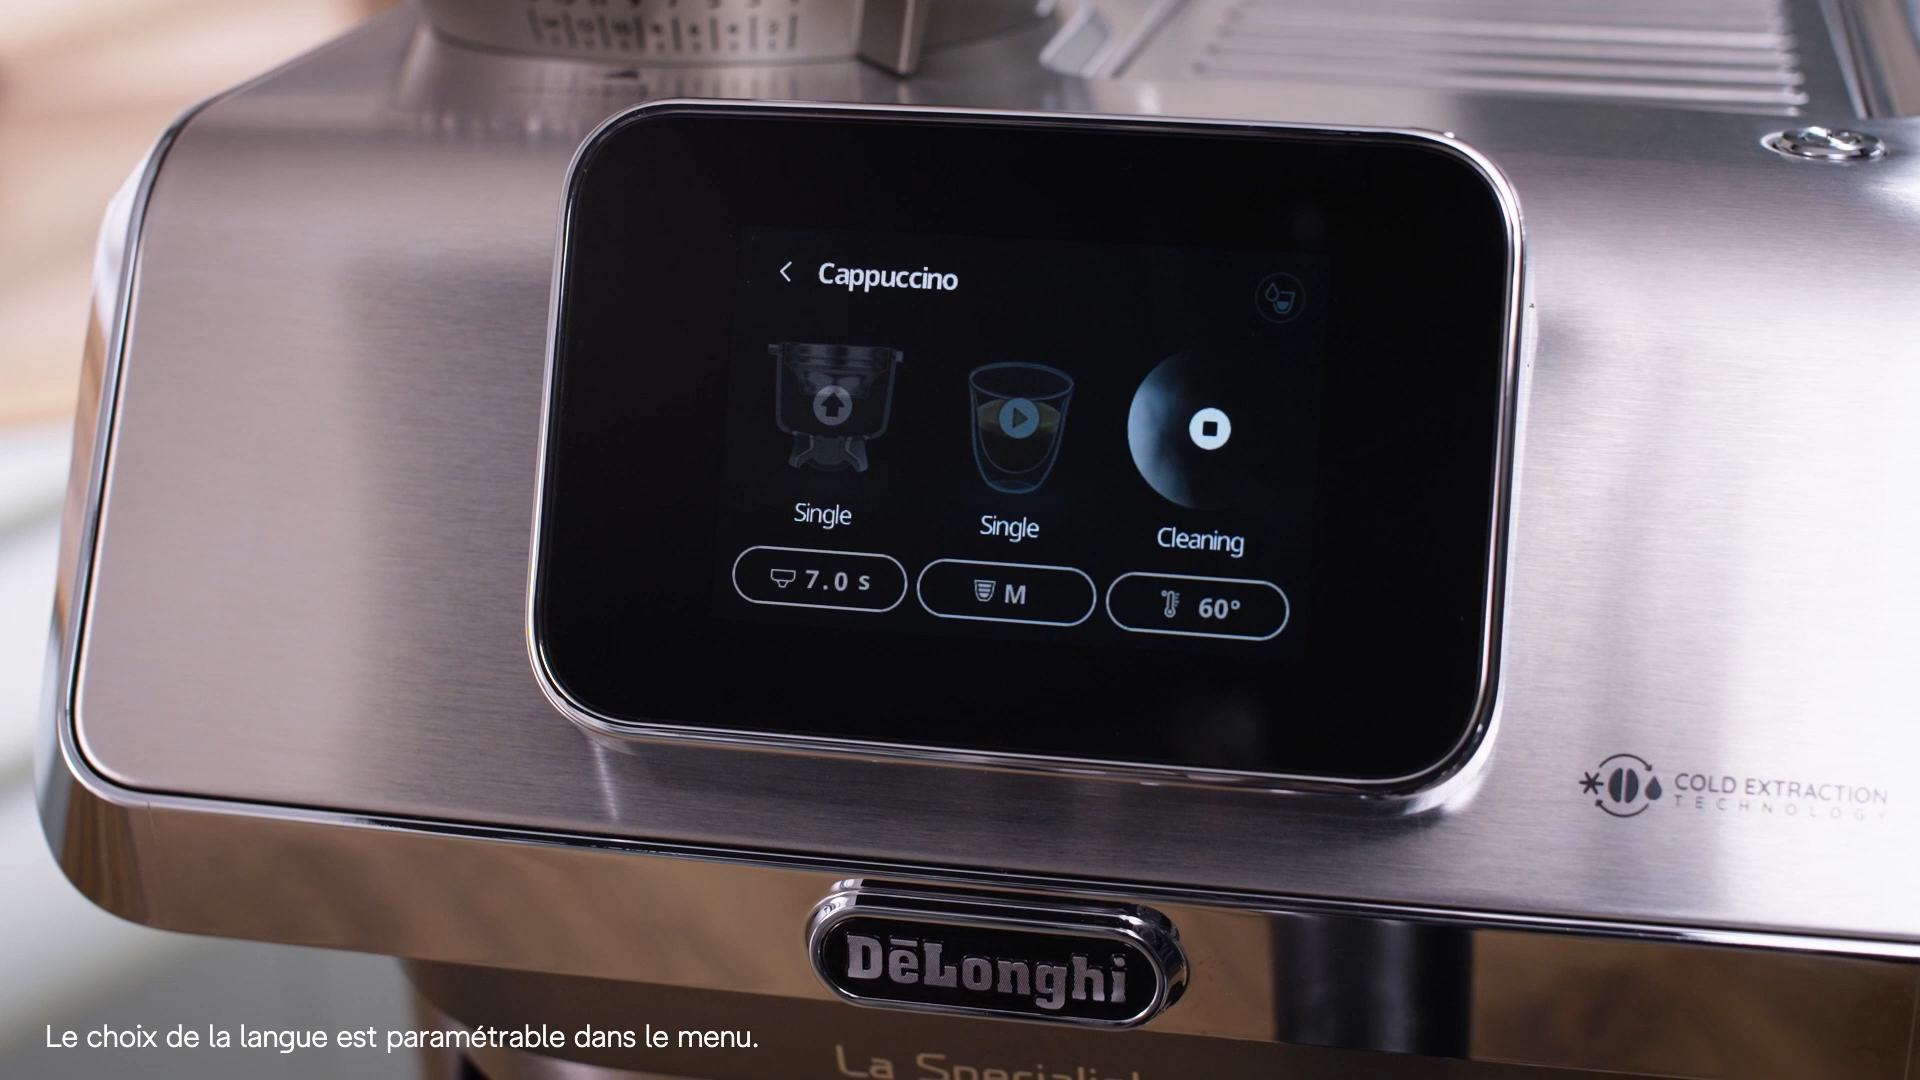 Cappuccino
Single
Single
Cleaning
7.0 s
M
60°
COLD EXTRACTION
TECHNOLOGY
DēLonghi
La
Le choix de la langue est paramétrable dans le menu.